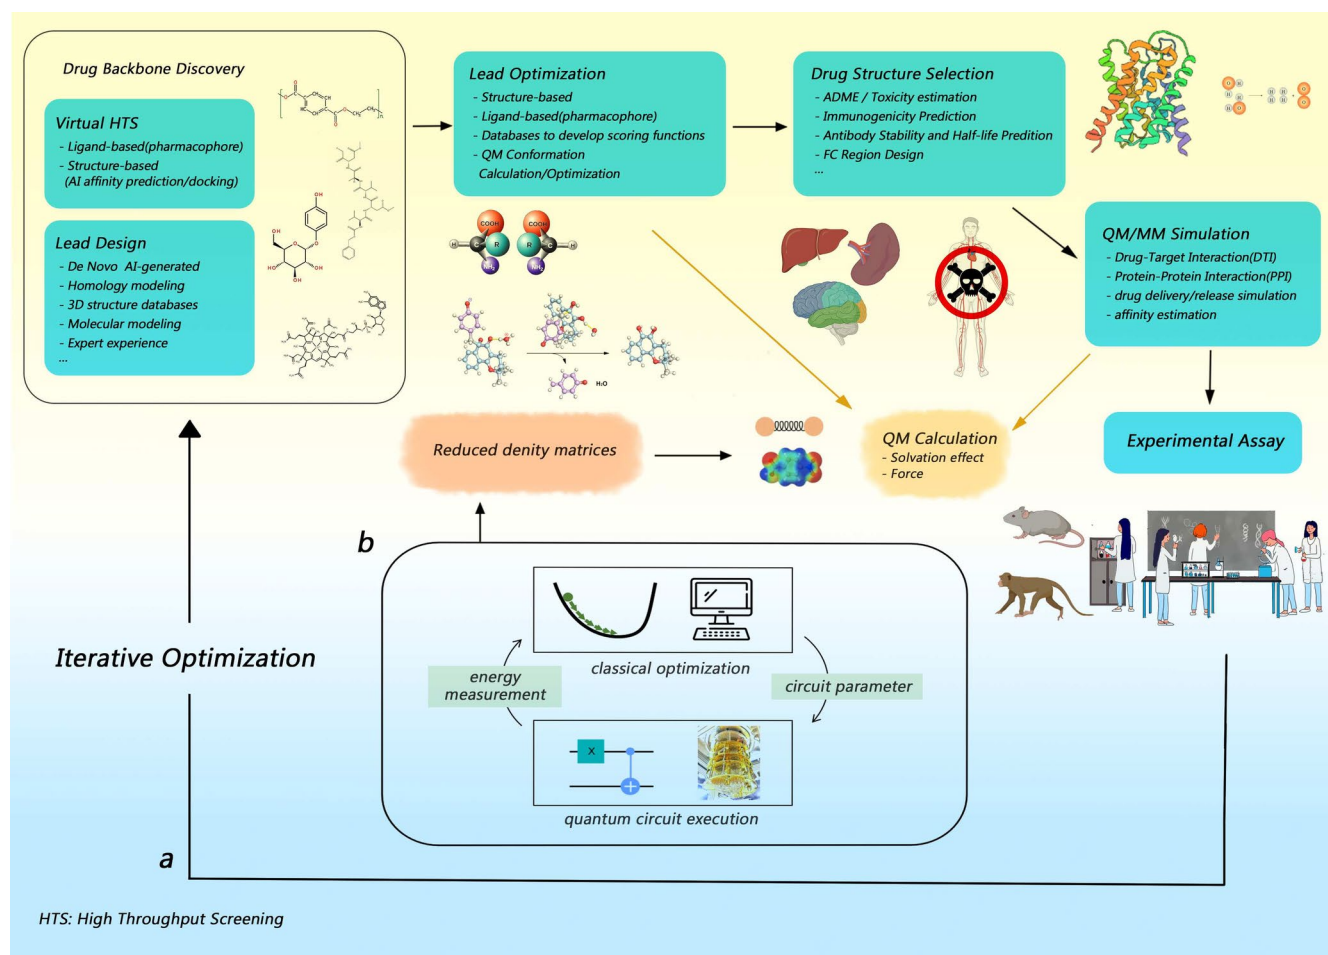 Drug Backbone Discovery
Virtual HTS
- Ligand-based(pharmacophore)
- Structure-based
(AI affinity prediction/docking)
Lead Design
- De Novo AI-generated
- Homology modeling
- 3D structure databases
- Molecular modeling
- Expert experience
...
Lead Optimization
- Structure-based
- Ligand-based(pharmacophore)
- Databases to develop scoring functions
- QM Conformation
Calculation/Optimization
Drug Structure Selection
- ADME / Toxicity estimation
- Immunogenicity Prediction
- Antibody Stability and Half-life Predition
- FC Region Design
...
QM/MM Simulation
- Drug-Target Interaction(DTI)
- Protein-Protein Interaction(PPI)
- drug delivery/release simulation
- affinity estimation
COOH
H
C
R
NH₂
COOH
R
C
H
NH₂
H₂O
Reduced denity matrices
QM Calculation
- Solvation effect
- Force
Experimental Assay
b
classical optimization
energy
measurement
circuit parameter
X
quantum circuit execution
Iterative Optimization
a
HTS: High Throughput Screening